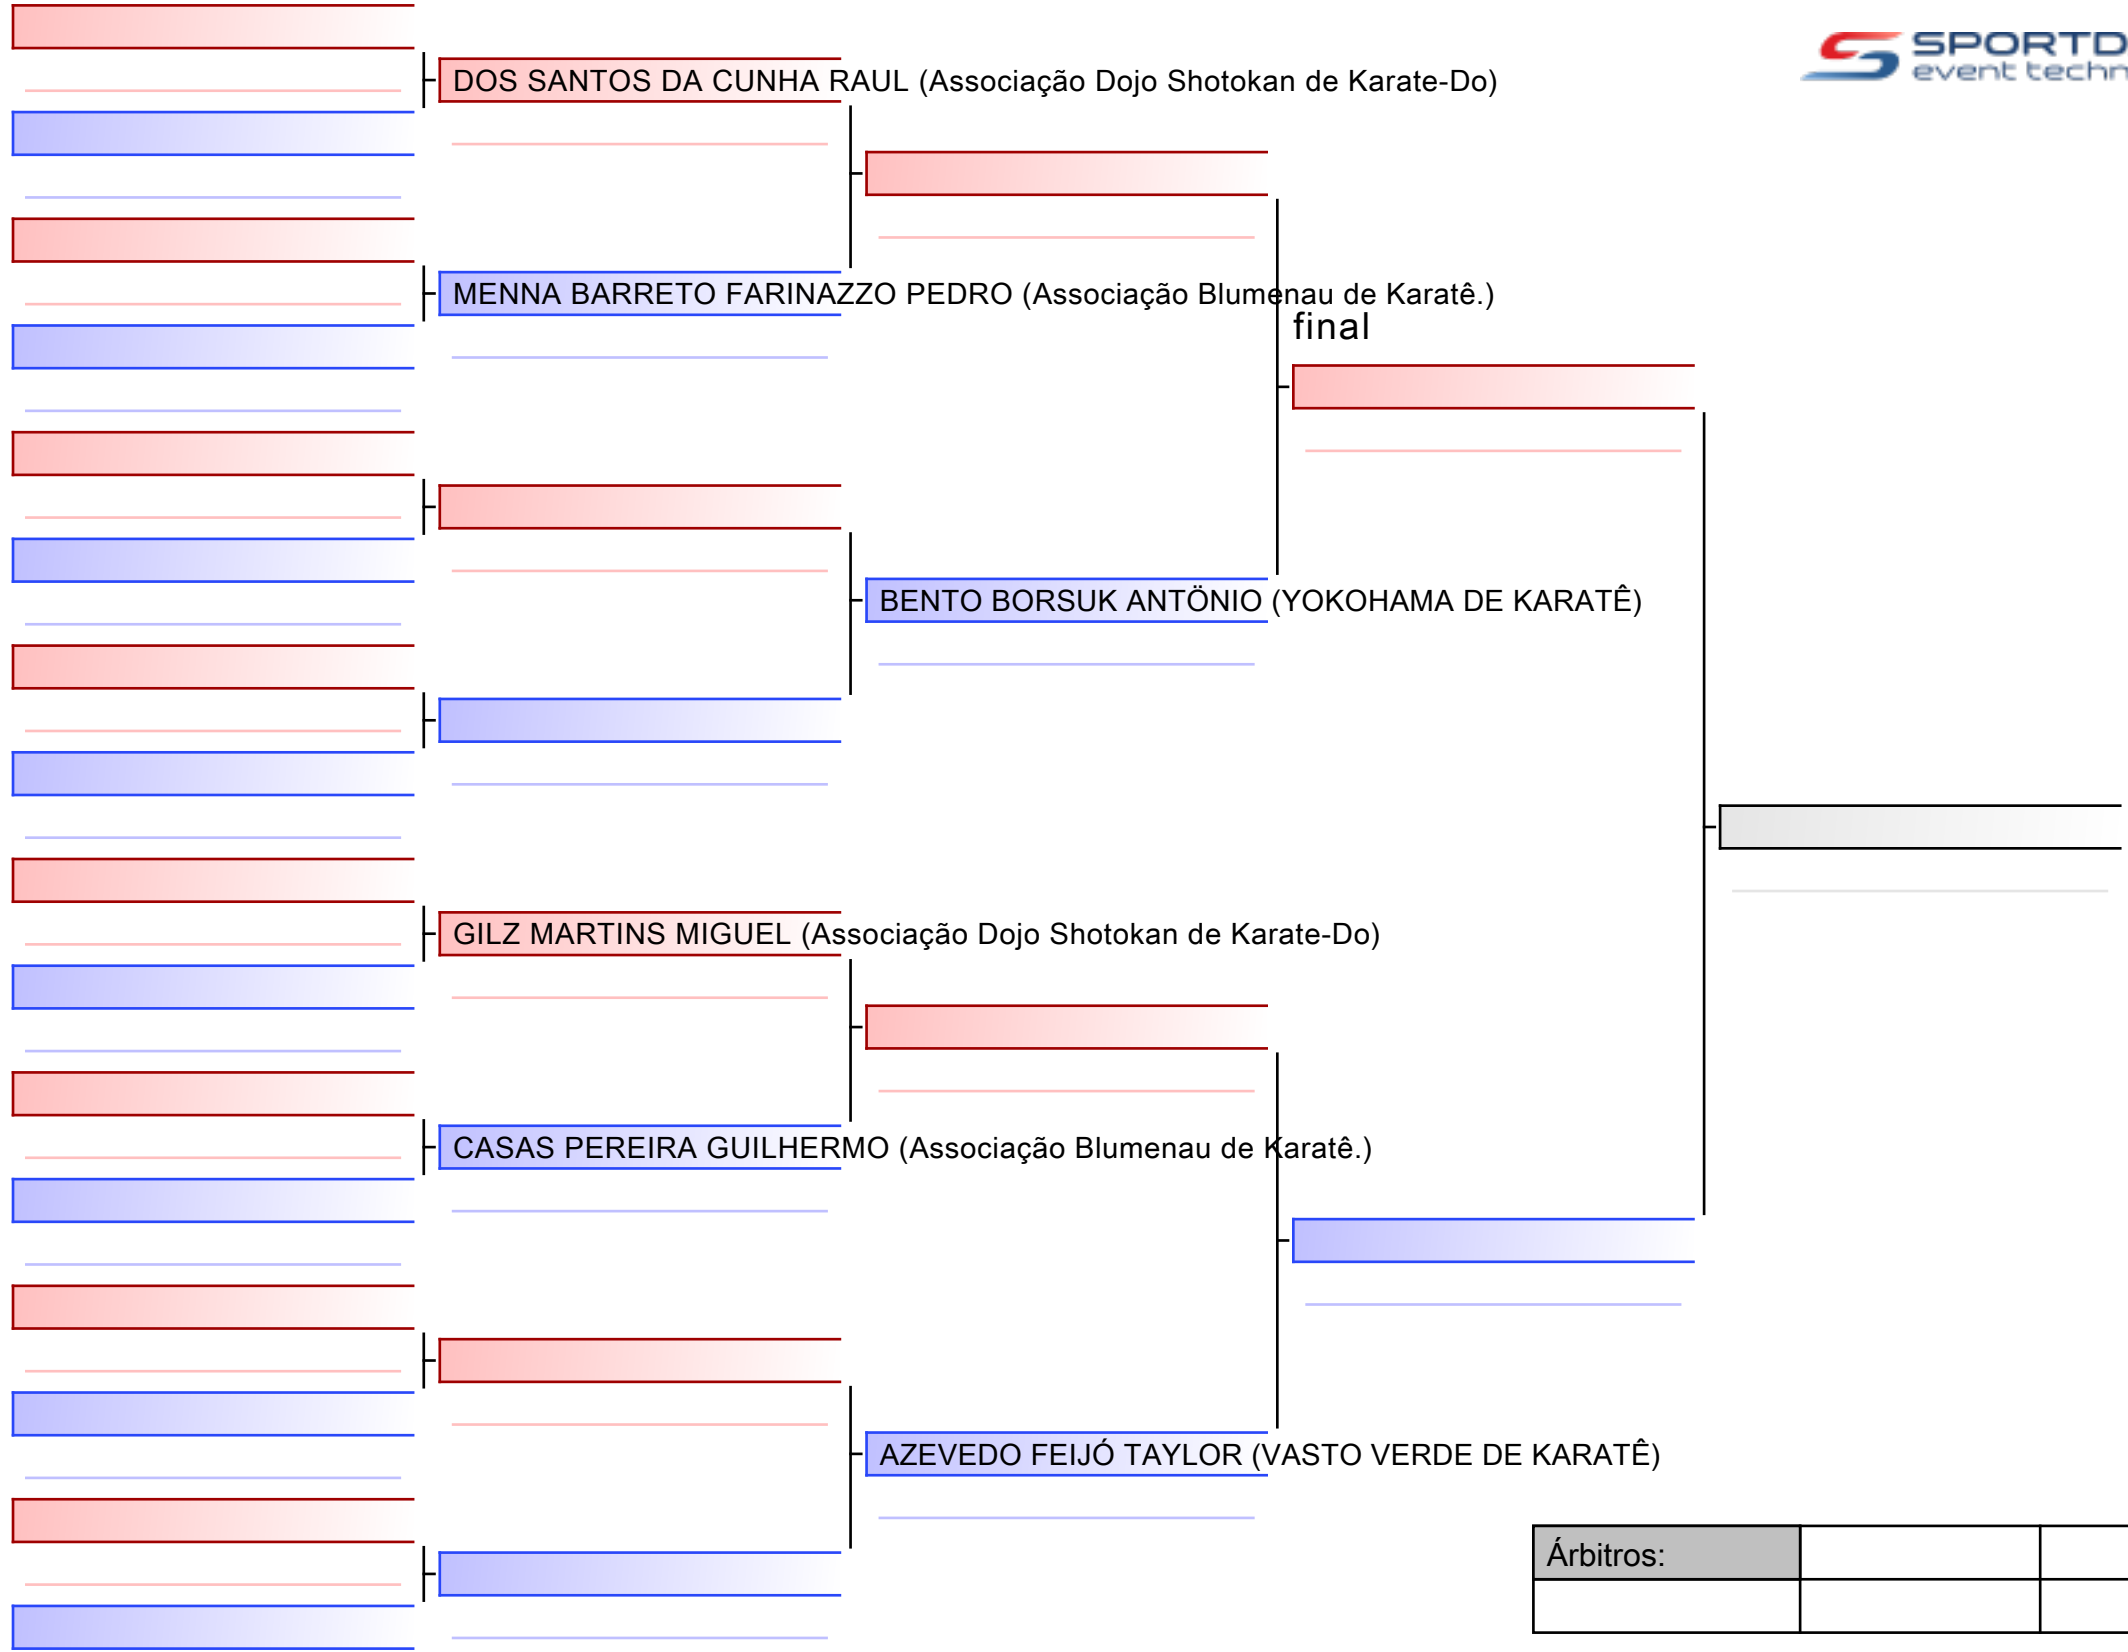 SPORTD
event techn
DOS SANTOS DA CUNHA RAUL (Associação Dojo Shotokan de Karate-Do)
MENNA BARRETO FARINAZZO PEDRO (Associação Blumenau de Karatê.)
final
BENTO BORSUK ANTÖNIO (YOKOHAMA DE KARATÊ)
GILZ MARTINS MIGUEL (Associação Dojo Shotokan de Karate-Do)
CASAS PEREIRA GUILHERMO (Associação Blumenau de Karatê.)
AZEVEDO FEIJÓ TAYLOR (VASTO VERDE DE KARATÊ)
Árbitros: